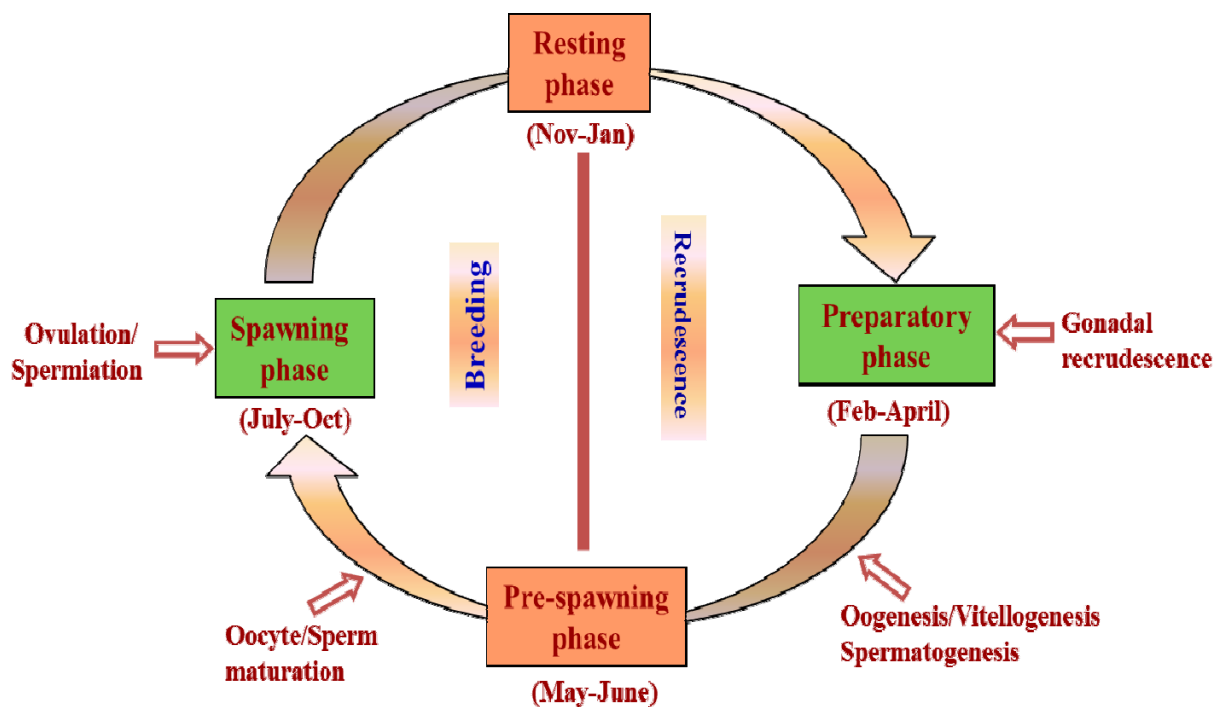 Resting
phase
(Nov-Jan)
Breeding
Recrudescence
Spawning
phase
(July-Oct)
Ovulation/
Spermiation
Preparatory
phase
(Feb-April)
Gonadal
recrudescence
Pre-spawning
phase
(May-June)
Oocyte/Sperm
maturation
Oogenesis/Vitellogenesis
Spermatogenesis